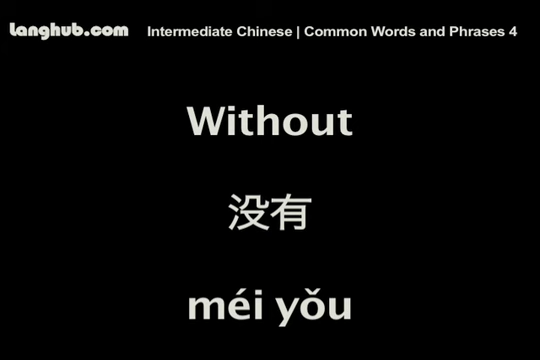 Langhub.com Intermediate Chinese | Common Words and Phrases 4
Without
没有
méi yǒu